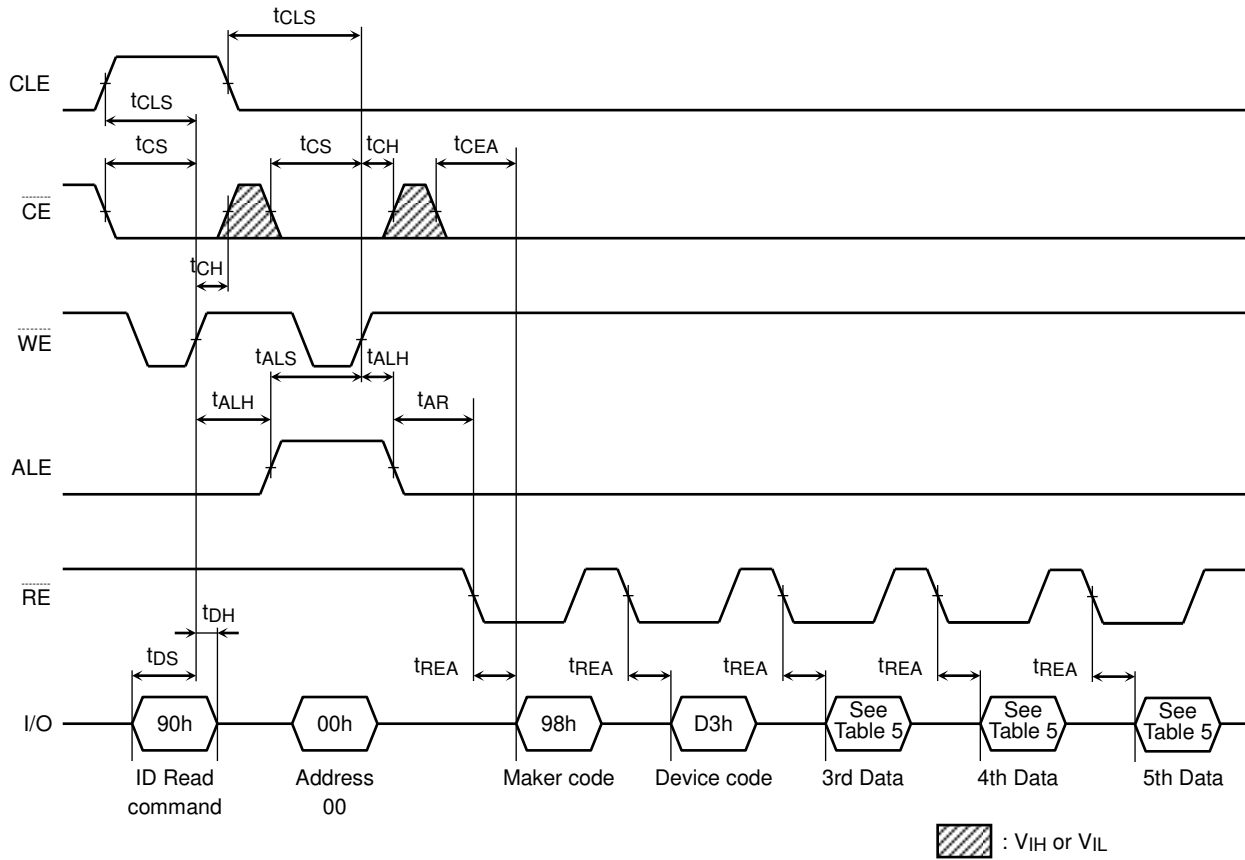 tCLS
CLE
tCLS
tCS
tCS
tCH
tCEA
CE
tCH
WE
tALS
tALH
tALH
tAR
ALE
RE
tDH
tDS
tREA
tREA
tREA
tREA
tREA
I/O
90h
00h
98h
D3h
See
Table 5
See
Table 5
See
Table 5
ID Read
command
Address
00
Maker code
Device code
3rd Data
4th Data
5th Data
: VIH or VIL